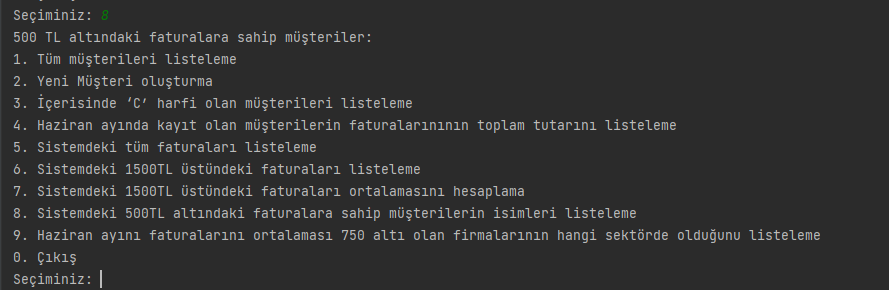 Seçiminiz: 8
500 TL altındaki faturalara sahip müşteriler:
1. Tüm müşterileri listeleme
2. Yeni Müşteri oluşturma
3. İçerisinde ‘C’ harfi olan müşterileri listeleme
4. Haziran ayında kayıt olan müşterilerin faturalarınının toplam tutarını listeleme
5. Sistemdeki tüm faturaları listeleme
6. Sistemdeki 1500TL üstündeki faturaları listeleme
7. Sistemdeki 1500TL üstündeki faturaları ortalamasını hesaplama
8. Sistemdeki 500TL altındaki faturalara sahip müşterilerin isimleri listeleme
9. Haziran ayını faturalarını ortalaması 750 altı olan firmalarının hangi sektörde olduğunu listeleme
0. Çıkış
Seçiminiz: